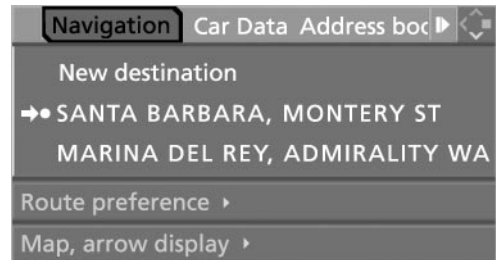 Navigation Car Data Address boc
New destination
SANTA BARBARA, MONTERY ST
MARINA DEL REY, ADMIRALITY WA
Route preference
Map, arrow display